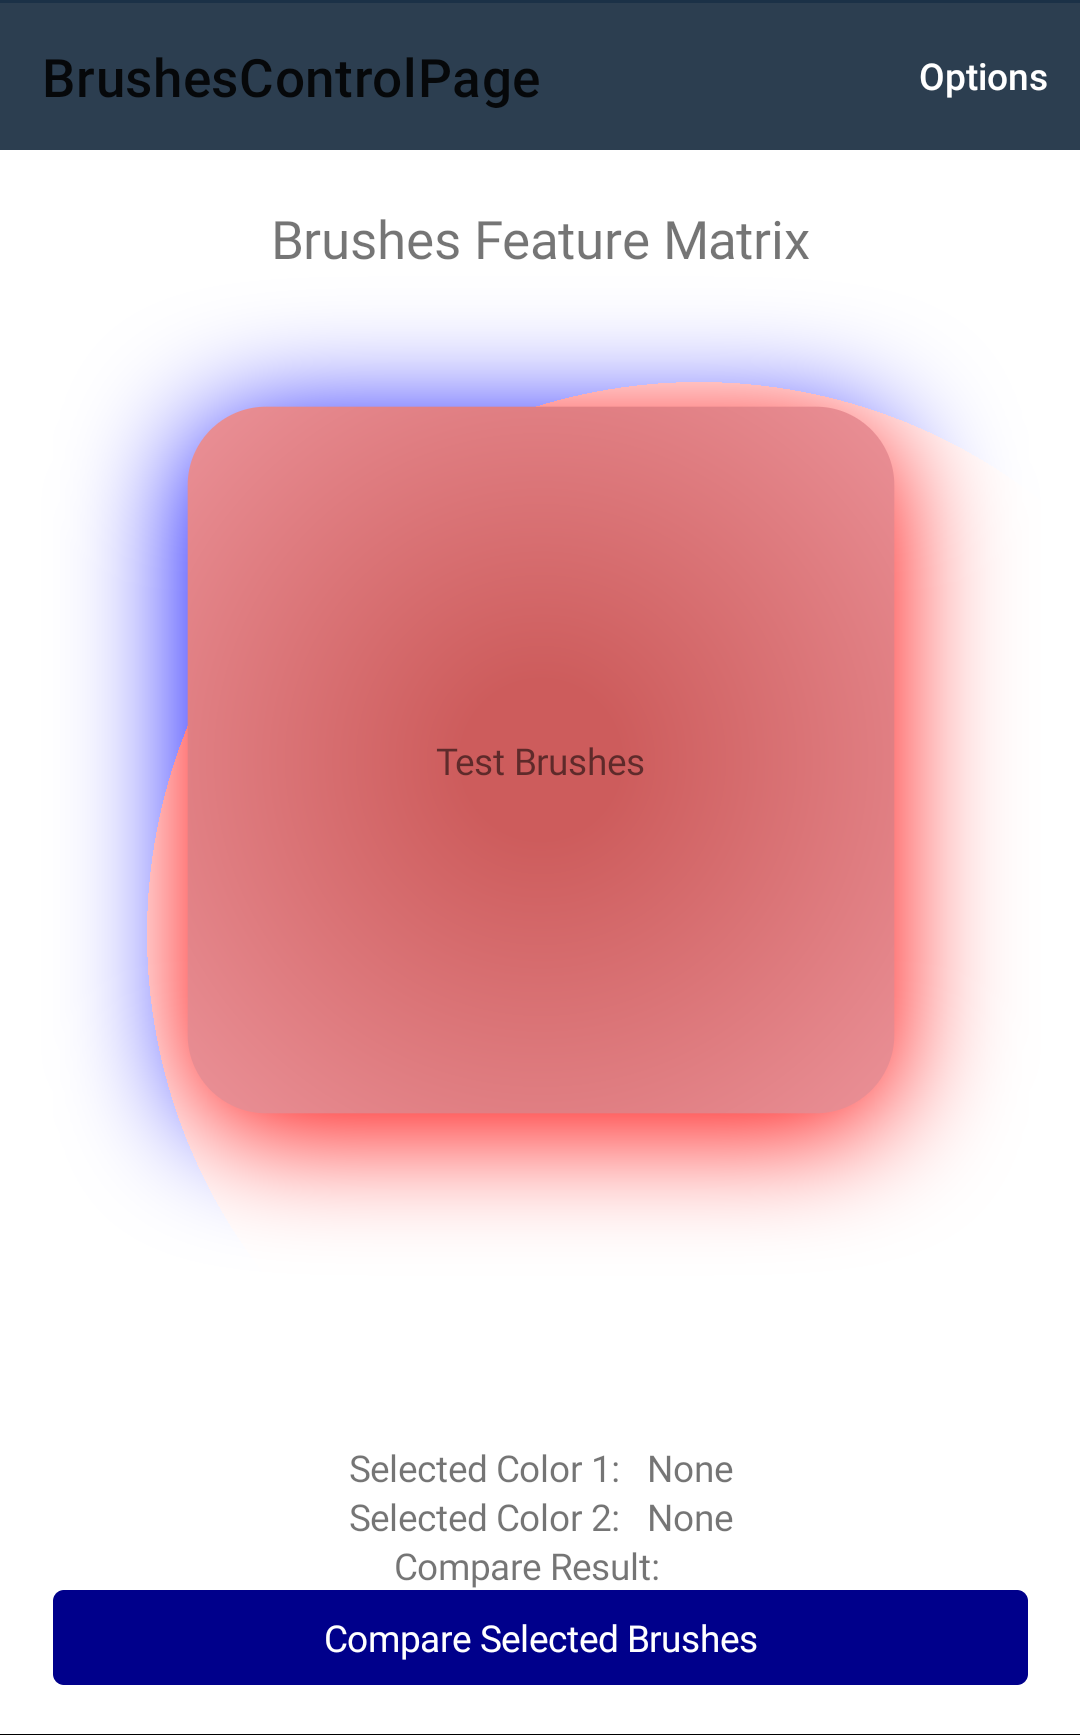 BrushesControlPage
Options
Brushes Feature Matrix
Test Brushes
Selected Color 1: None
Selected Color 2: None
Compare Result:
Compare Selected Brushes